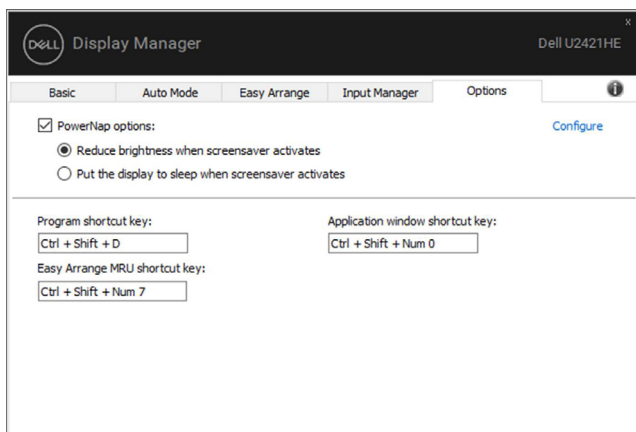 x
DELL Display Manager Dell U2421HE
Basic Auto Mode Easy Arrange Input Manager Options i
PowerNap options: Configure
Reduce brightness when screensaver activates
Put the display to sleep when screensaver activates
Program shortcut key: Application window shortcut key:
Ctrl + Shift + D Ctrl + Shift + Num 0
Easy Arrange MRU shortcut key:
Ctrl + Shift + Num 7